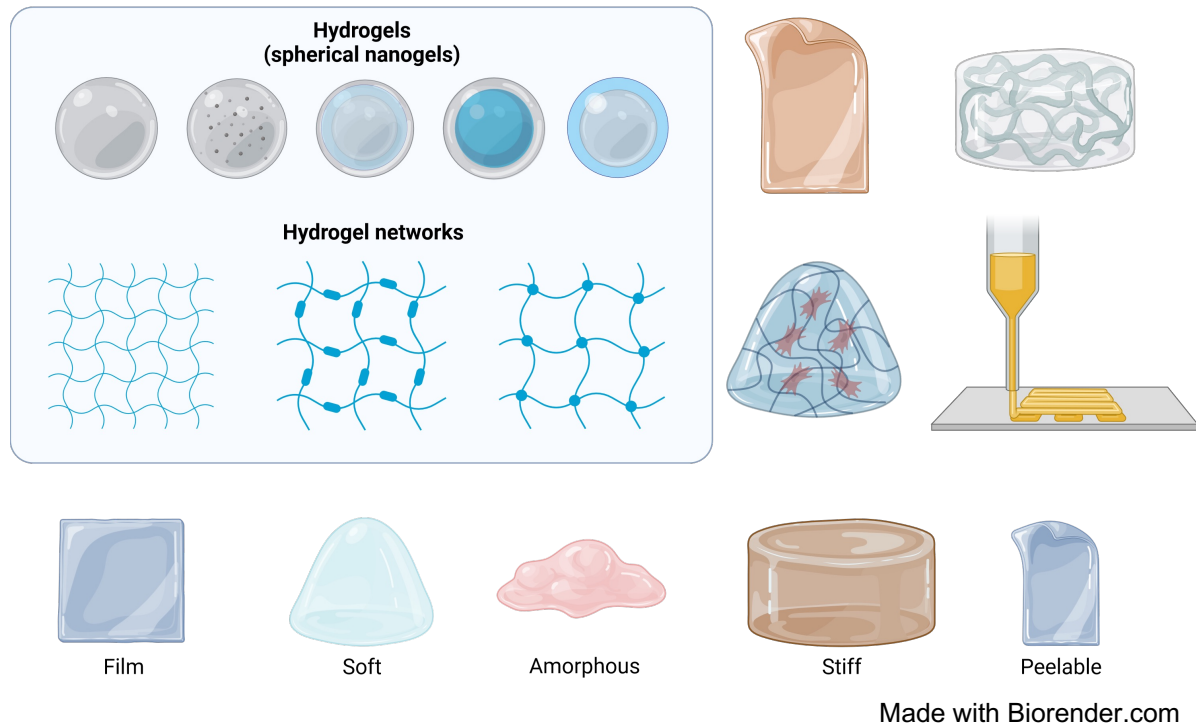 Hydrogels
(spherical nanogels)
Hydrogel networks
Film
Soft
Amorphous
Stiff
Peelable
Made with Biorender.com